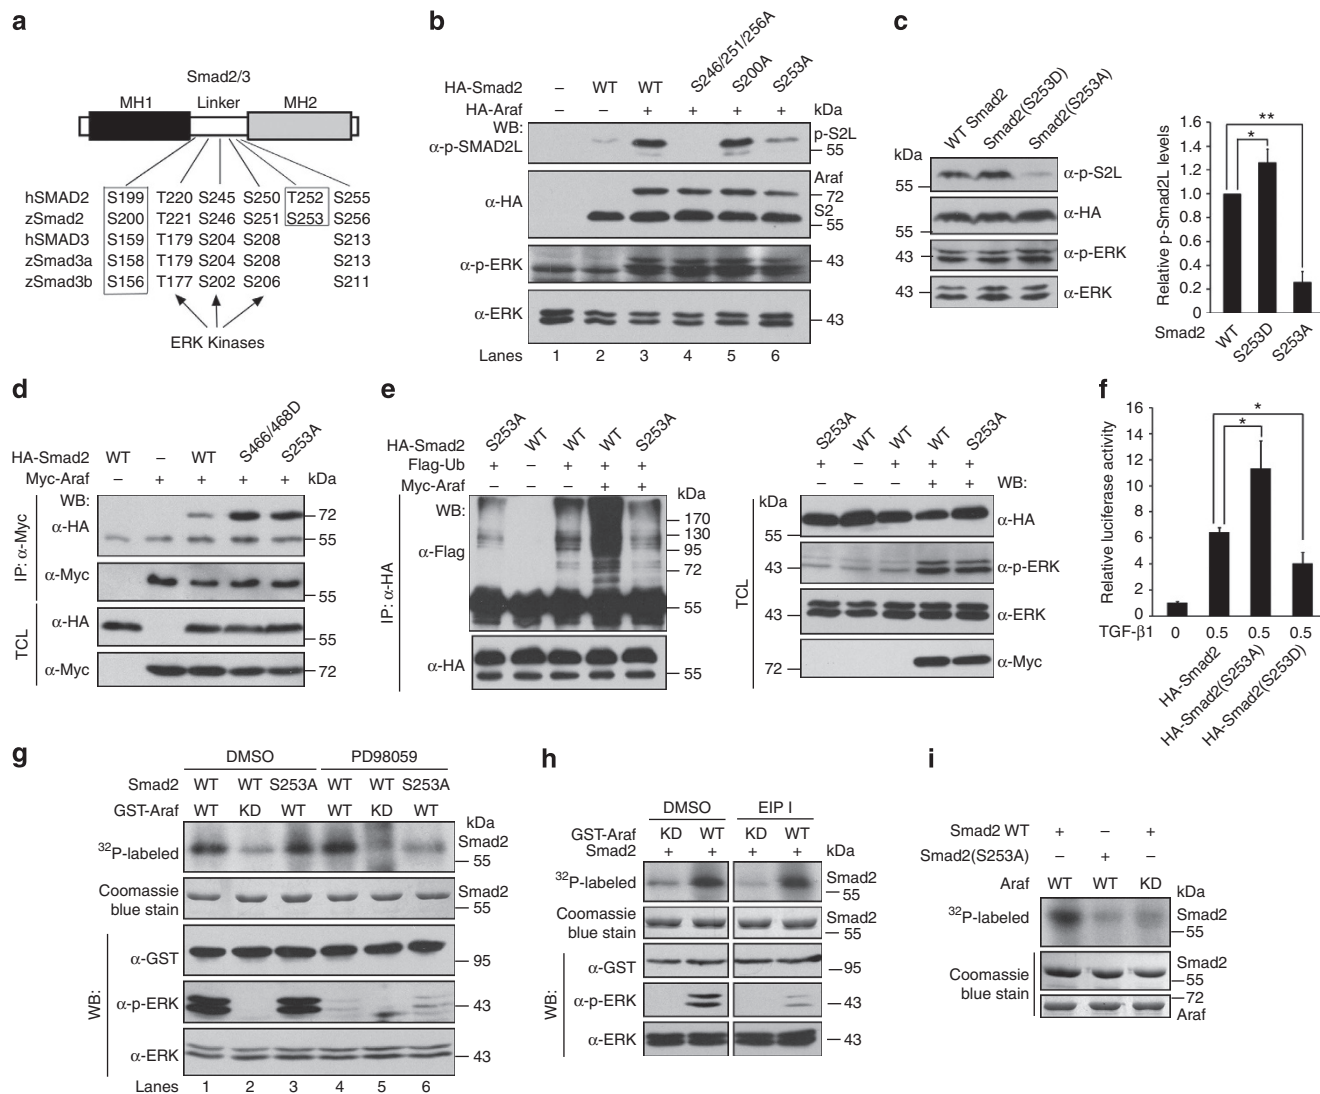 a
Smad2/3
MH1 Linker MH2
hSMAD2 S199 T220 S245 S250 T252 S255
zSmad2 S200 T221 S246 S251 S253 S256
hSMAD3 S159 T179 S204 S208 S213
zSmad3a S158 T179 S204 S208 S213
zSmad3b S156 T177 S202 S206 S211
ERK Kinases
b
HA-Smad2 – WT WT S246/251/256A S200A S253A
HA-Araf – – + + + + kDa
WB:
α-p-SMAD2L p-S2L
55
α-HA Araf
72
S2
55
α-p-ERK 43
α-ERK 43
Lanes 1 2 3 4 5 6
c
WT Smad2 Smad2(S253D) Smad2(S253A)
kDa
55 α-p-S2L
α-HA
55
43 α-p-ERK
43 α-ERK
Relative p-Smad2L levels
1.6
1.4
1.2
1.0
0.8
0.6
0.4
0.2
0
**
*
Smad2 WT S253D S253A
d
HA-Smad2 WT – WT S466/468D S253A
Myc-Araf – + + + + kDa
IP: α-Myc
WB:
α-HA 72
55
α-Myc 55
TCL
α-HA 55
α-Myc 72
e
HA-Smad2 S253A WT WT WT S253A
Flag-Ub + – + + +
Myc-Araf + +
kDa
IP: α-HA
WB:
α-Flag
170
130
95
72
55
α-HA 55
S253A WT WT WT S253A
+ – + + +
+ + WB:
kDa
TCL
55 α-HA
43 α-p-ERK
43 α-ERK
72 α-Myc
f
Relative luciferase activity
16
14
12
10
8
6
4
2
0
*
*
TGF-β1 0 0.5 0.5 0.5
HA-Smad2
HA-Smad2(S253A)
HA-Smad2(S253D)
g
DMSO PD98059
Smad2 WT WT S253A WT WT S253A
GST-Araf WT KD WT WT KD WT
kDa
32P-labeled Smad2
55
Coomassie blue stain Smad2
55
WB:
α-GST 95
α-p-ERK 43
α-ERK 43
Lanes 1 2 3 4 5 6
h
DMSO EIP I
GST-Araf KD WT KD WT
Smad2 + + + + kDa
32P-labeled Smad2
55
Coomassie blue stain Smad2
55
WB:
α-GST 95
α-p-ERK 43
α-ERK 43
i
Smad2 WT + – +
Smad2(S253A) – + –
Araf WT WT KD
kDa
32P-labeled Smad2
55
Coomassie blue stain
Smad2
55
72
Araf